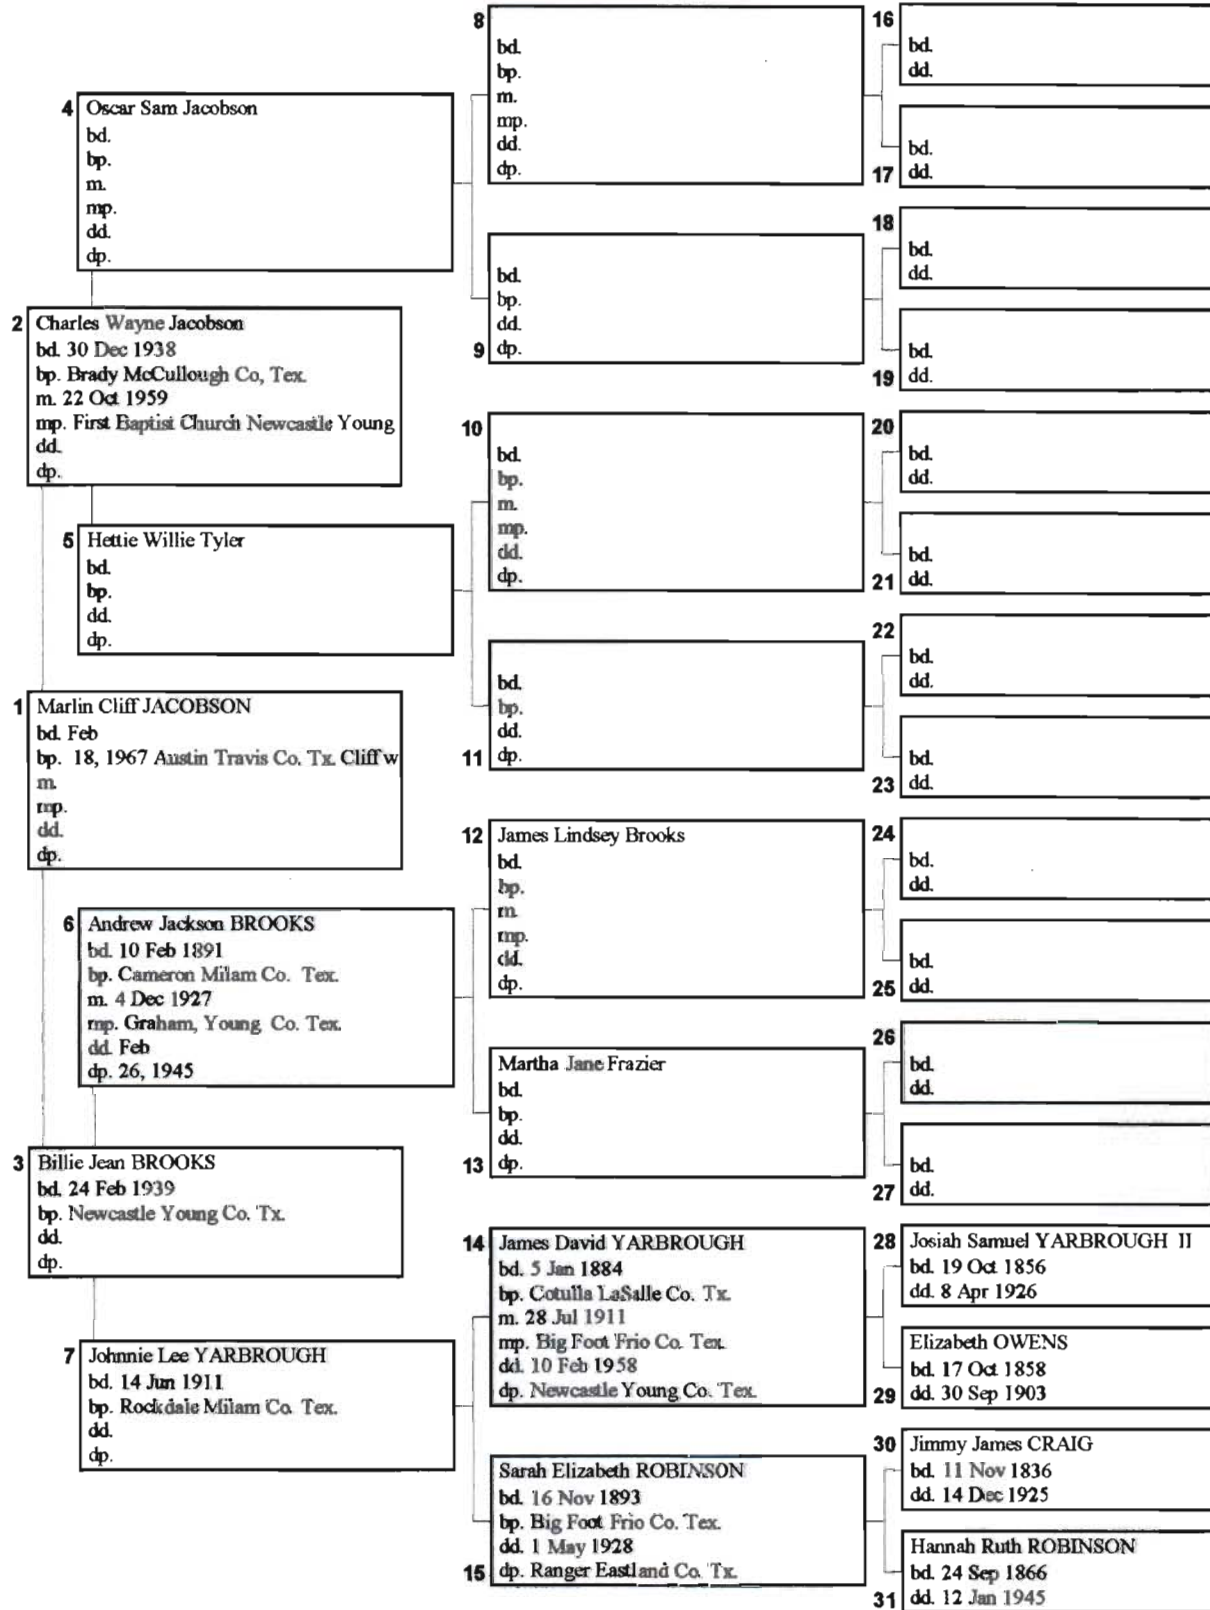 4 Oscar Sam Jacobson
bd.
bp.
m.
mp.
dd.
dp.
2 Charles Wayne Jacobson
bd. 30 Dec 1938
bp. Brady McCullough Co, Tex.
m. 22 Oct 1959
mp. First Baptist Church Newcastle Young
dd.
dp.
5 Hettie Willie Tyler
bd.
bp.
dd.
dp.
1 Marlin Cliff JACOBSON
bd. Feb
bp. 18, 1967 Austin Travis Co. Tx. Cliff w
m.
mp.
dd.
dp.
6 Andrew Jackson BROOKS
bd. 10 Feb 1891
bp. Cameron Milam Co. Tex.
m. 4 Dec 1927
mp. Graham, Young Co. Tex.
dd. Feb
dp. 26, 1945
3 Billie Jean BROOKS
bd. 24 Feb 1939
bp. Newcastle Young Co. Tx.
dd.
dp.
7 Johnnie Lee YARBROUGH
bd. 14 Jun 1911
bp. Rockdale Milam Co. Tex.
dd.
dp.
8
bd.
bp.
m.
mp.
dd.
dp.
bd.
bp.
dd.
9 dp.
10
bd.
bp.
m.
mp.
dd.
dp.
bd.
bp.
dd.
11 dp.
12 James Lindsey Brooks
bd.
bp.
m.
mp.
dd.
dp.
Martha Jane Frazier
bd.
bp.
dd.
13 dp.
14 James David YARBROUGH
bd. 5 Jan 1884
bp. Cotulla LaSalle Co. Tx.
m. 28 Jul 1911
mp. Big Foot Frio Co. Tex.
dd. 10 Feb 1958
dp. Newcastle Young Co. Tex.
Sarah Elizabeth ROBINSON
bd. 16 Nov 1893
bp. Big Foot Frio Co. Tex.
dd. 1 May 1928
15 dp. Ranger Eastland Co. Tx.
16
bd.
dd.
bd.
17 dd.
18
bd.
dd.
bd.
19 dd.
20
bd.
dd.
bd.
21 dd.
22
bd.
dd.
bd.
23 dd.
24
bd.
dd.
bd.
25 dd.
26
bd.
dd.
bd.
27 dd.
28 Josiah Samuel YARBROUGH II
bd. 19 Oct 1856
dd. 8 Apr 1926
Elizabeth OWENS
bd. 17 Oct 1858
29 dd. 30 Sep 1903
30 Jimmy James CRAIG
bd. 11 Nov 1836
dd. 14 Dec 1925
Hannah Ruth ROBINSON
bd. 24 Sep 1866
31 dd. 12 Jan 1945